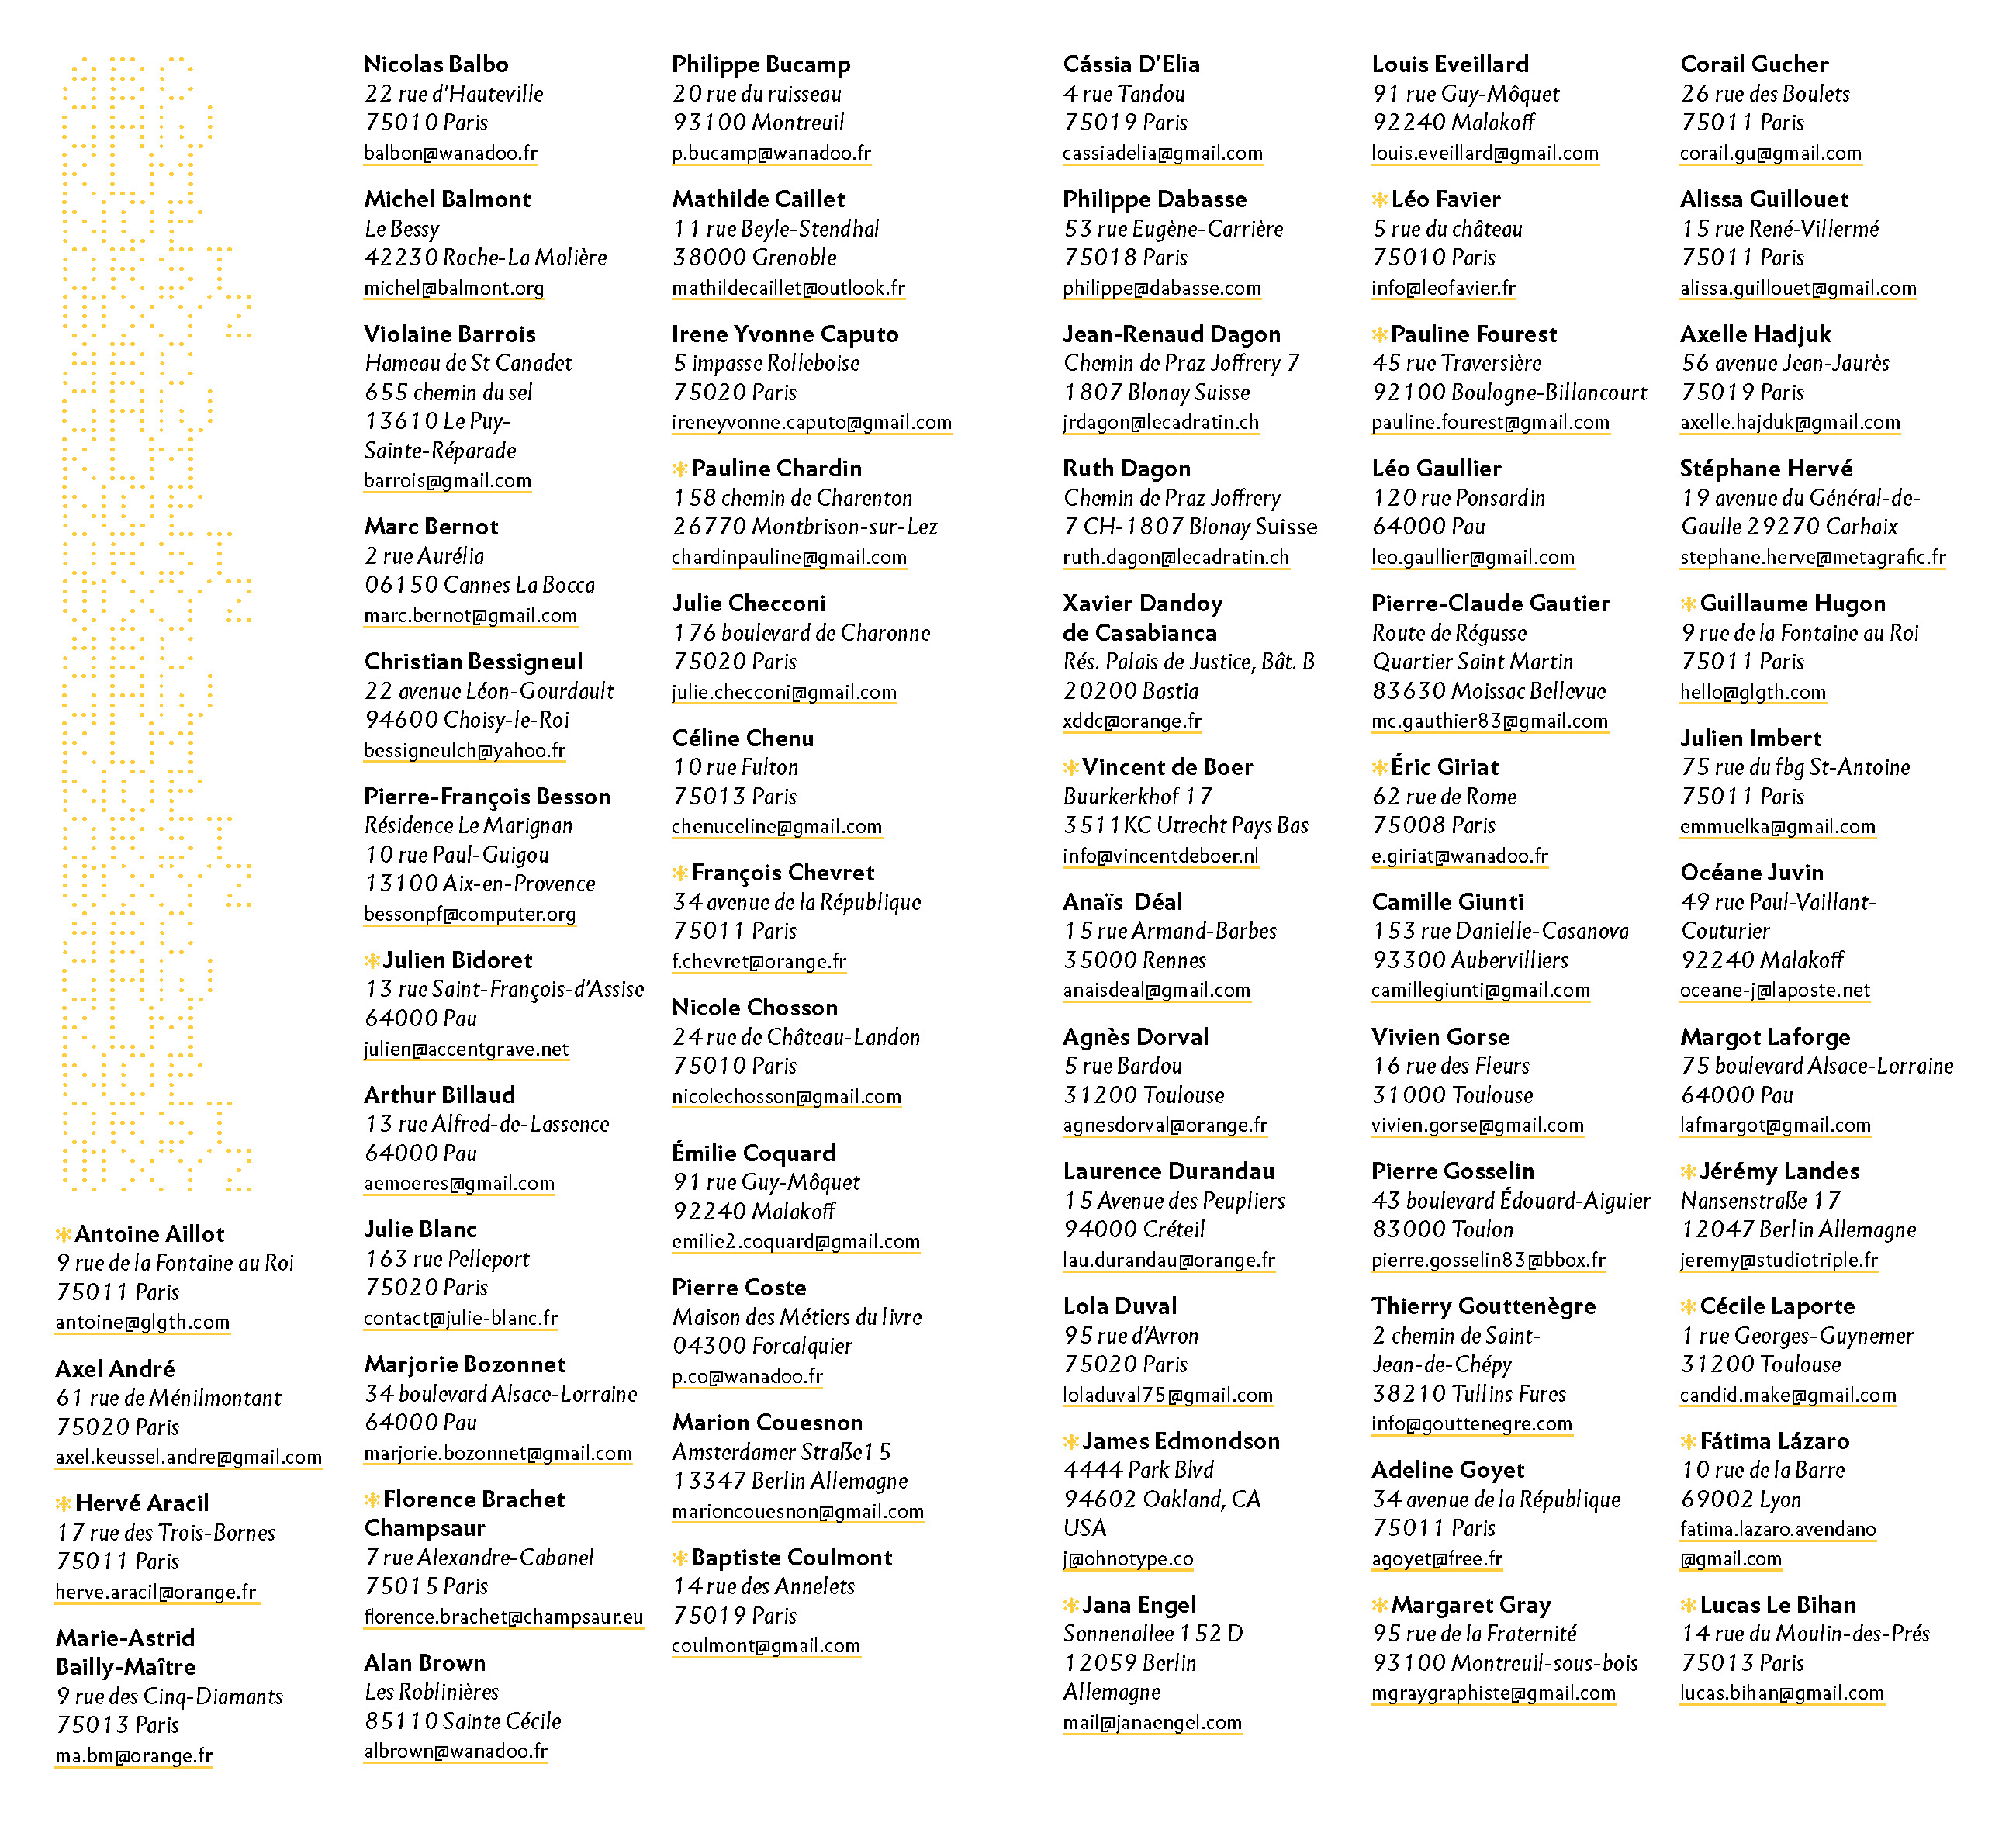 ABC
GHIJ
KLM
NOPE
QRST
UVXYZ
✻Antoine Aillot
9 rue de la Fontaine au Roi
75011 Paris
antoine@glgth.com
Axel André
61 rue de Ménilmontant
75020 Paris
axel.keussel.andre@gmail.com
✻Hervé Aracil
17 rue des Trois-Bornes
75011 Paris
herve.aracil@orange.fr
Marie-Astrid
Bailly-Maître
9 rue des Cinq-Diamants
75013 Paris
ma.bm@orange.fr
Nicolas Balbo
22 rue d'Hauteville
75010 Paris
balbon@wanadoo.fr
Michel Balmont
Le Bessy
42230 Roche-La Molière
michel@balmont.org
Violaine Barrois
Hameau de St Canadet
655 chemin du sel
13610 Le Puy-
Sainte-Réparade
barrois@gmail.com
Marc Bernot
2 rue Aurélia
06150 Cannes La Bocca
marc.bernot@gmail.com
Christian Bessigneul
22 avenue Léon-Gourdault
94600 Choisy-le-Roi
bessigneulch@yahoo.fr
Pierre-François Besson
Résidence Le Marignan
10 rue Paul-Guigou
13100 Aix-en-Provence
bessonpf@computer.org
✻Julien Bidoret
13 rue Saint-François-d'Assise
64000 Pau
julien@accentgrave.net
Arthur Billaud
13 rue Alfred-de-Lassence
64000 Pau
aemoeres@gmail.com
Julie Blanc
163 rue Pelleport
75020 Paris
contact@julie-blanc.fr
Marjorie Bozonnet
34 boulevard Alsace-Lorraine
64000 Pau
marjorie.bozonnet@gmail.com
✻Florence Brachet
Champsaur
7 rue Alexandre-Cabanel
75015 Paris
florence.brachet@champsaur.eu
Alan Brown
Les Roblinières
85110 Sainte Cécile
albrown@wanadoo.fr
Philippe Bucamp
20 rue du ruisseau
93100 Montreuil
p.bucamp@wanadoo.fr
Mathilde Caillet
11 rue Beyle-Stendhal
38000 Grenoble
mathildecaillet@outlook.fr
Irene Yvonne Caputo
5 impasse Rolleboise
75020 Paris
ireneyvonne.caputo@gmail.com
✻Pauline Chardin
158 chemin de Charenton
26770 Montbrison-sur-Lez
chardinpauline@gmail.com
Julie Checconi
176 boulevard de Charonne
75020 Paris
julie.checconi@gmail.com
Céline Chenu
10 rue Fulton
75013 Paris
chenuceline@gmail.com
✻François Chevret
34 avenue de la République
75011 Paris
f.chevret@orange.fr
Nicole Chosson
24 rue de Château-Landon
75010 Paris
nicolechosson@gmail.com
Émilie Coquard
91 rue Guy-Môquet
92240 Malakoff
emilie2.coquard@gmail.com
Pierre Coste
Maison des Métiers du livre
04300 Forcalquier
p.co@wanadoo.fr
Marion Couesnon
Amsterdamer Straße15
13347 Berlin Allemagne
marioncouesnon@gmail.com
✻Baptiste Coulmont
14 rue des Annelets
75019 Paris
coulmont@gmail.com
Cássia D'Elia
4 rue Tandou
75019 Paris
cassiadelia@gmail.com
Philippe Dabasse
53 rue Eugène-Carrière
75018 Paris
philippe@dabasse.com
Jean-Renaud Dagon
Chemin de Praz Joffrery 7
1807 Blonay Suisse
jrdagon@lecadratin.ch
Ruth Dagon
Chemin de Praz Joffrery
7 CH-1807 Blonay Suisse
ruth.dagon@lecadratin.ch
Xavier Dandoy
de Casabianca
Rés. Palais de Justice, Bât. B
20200 Bastia
xddc@orange.fr
✻Vincent de Boer
Buurkerkhof 17
3511KC Utrecht Pays Bas
info@vincentdeboer.nl
Anaïs  Déal
15 rue Armand-Barbes
35000 Rennes
anaisdeal@gmail.com
Agnès Dorval
5 rue Bardou
31200 Toulouse
agnesdorval@orange.fr
Laurence Durandau
15 Avenue des Peupliers
94000 Créteil
lau.durandau@orange.fr
Lola Duval
95 rue d'Avron
75020 Paris
loladuval75@gmail.com
✻James Edmondson
4444 Park Blvd
94602 Oakland, CA
USA
j@ohnotype.co
✻Jana Engel
Sonnenallee 152 D
12059 Berlin
Allemagne
mail@janaengel.com
Louis Eveillard
91 rue Guy-Môquet
92240 Malakoff
louis.eveillard@gmail.com
✻Léo Favier
5 rue du château
75010 Paris
info@leofavier.fr
✻Pauline Fourest
45 rue Traversière
92100 Boulogne-Billancourt
pauline.fourest@gmail.com
Léo Gaullier
120 rue Ponsardin
64000 Pau
leo.gaullier@gmail.com
Pierre-Claude Gautier
Route de Régusse
Quartier Saint Martin
83630 Moissac Bellevue
mc.gauthier83@gmail.com
✻Éric Giriat
62 rue de Rome
75008 Paris
e.giriat@wanadoo.fr
Camille Giunti
153 rue Danielle-Casanova
93300 Aubervilliers
camillegiunti@gmail.com
Vivien Gorse
16 rue des Fleurs
31000 Toulouse
vivien.gorse@gmail.com
Pierre Gosselin
43 boulevard Édouard-Aiguier
83000 Toulon
pierre.gosselin83@bbox.fr
Thierry Gouttenègre
2 chemin de Saint-
Jean-de-Chépy
38210 Tullins Fures
info@gouttenegre.com
Adeline Goyet
34 avenue de la République
75011 Paris
agoyet@free.fr
✻Margaret Gray
95 rue de la Fraternité
93100 Montreuil-sous-bois
mgraygraphiste@gmail.com
Corail Gucher
26 rue des Boulets
75011 Paris
corail.gu@gmail.com
Alissa Guillouet
15 rue René-Villermé
75011 Paris
alissa.guillouet@gmail.com
Axelle Hadjuk
56 avenue Jean-Jaurès
75019 Paris
axelle.hajduk@gmail.com
Stéphane Hervé
19 avenue du Général-de-
Gaulle 29270 Carhaix
stephane.herve@metagrafic.fr
✻Guillaume Hugon
9 rue de la Fontaine au Roi
75011 Paris
hello@glgth.com
Julien Imbert
75 rue du fbg St-Antoine
75011 Paris
emmuelka@gmail.com
Océane Juvin
49 rue Paul-Vaillant-
Couturier
92240 Malakoff
oceane-j@laposte.net
Margot Laforge
75 boulevard Alsace-Lorraine
64000 Pau
lafmargot@gmail.com
✻Jérémy Landes
Nansenstraße 17
12047 Berlin Allemagne
jeremy@studiotriple.fr
✻Cécile Laporte
1 rue Georges-Guynemer
31200 Toulouse
candid.make@gmail.com
✻Fátima Lázaro
10 rue de la Barre
69002 Lyon
fatima.lazaro.avendano
@gmail.com
✻Lucas Le Bihan
14 rue du Moulin-des-Prés
75013 Paris
lucas.bihan@gmail.com